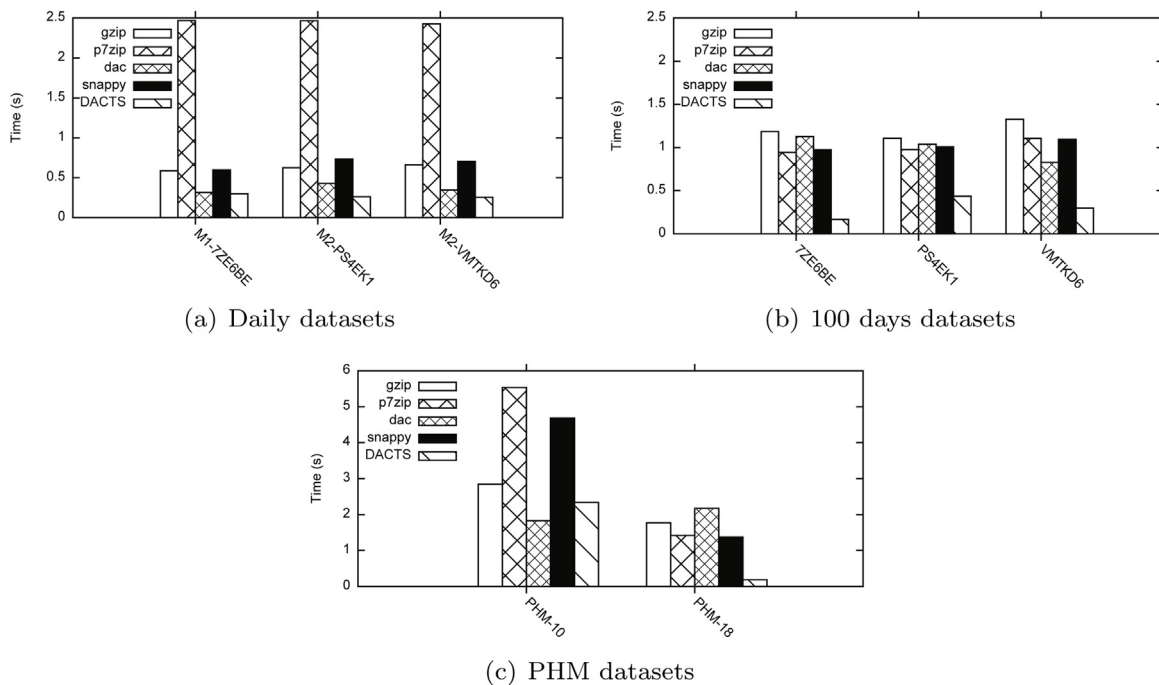 2.5
2
1.5
1
0.5
0
Time (s)
gzip
p7zip
dac
snappy
DACTS
M1-7ZE6BE
M2-PS4EK1
M2-VMTKD6
(a) Daily datasets
2.5
2
1.5
1
0.5
0
Time (s)
gzip
p7zip
dac
snappy
DACTS
7ZE6BE
PS4EK1
VMTKD6
(b) 100 days datasets
6
5
4
3
2
1
0
Time (s)
gzip
p7zip
dac
snappy
DACTS
PHM-10
PHM-18
(c) PHM datasets